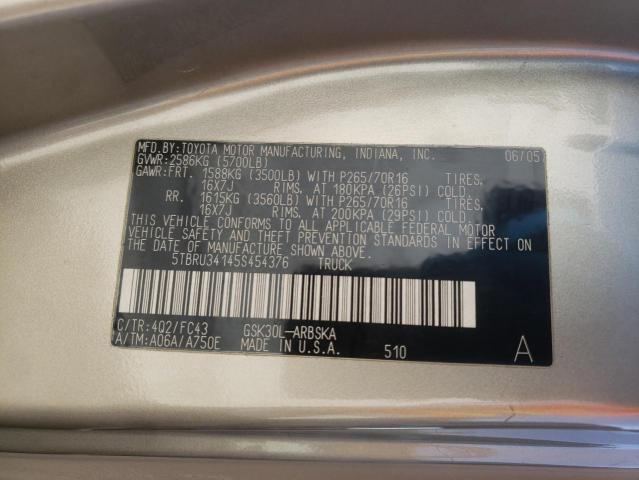 MFD.BY:TOYOTA MOTOR MANUFACTURING, INDIANA, INC. 06/05
GVWR:2586KG (5700LB)
GAWR:FRT. 1588KG (3500LB) WITH P265/70R16 TIRES.
16X7J RIMS. AT 180KPA (26PSI) COLD.
RR. 1615KG (3560LB) WITH P265/70R16 TIRES.
16X7J RIMS. AT 200KPA (29PSI) COLD.
THIS VEHICLE CONFORMS TO ALL APPLICABLE FEDERAL MOTOR
VEHICLE SAFETY AND THEFT PREVENTION STANDARDS IN EFFECT ON
THE DATE OF MANUFACTURE SHOWN ABOVE.
5TBRU34145S454376 TRUCK
C/TR:4Q2/FC43 GSK30L-ARBSKA
A/TM:A06A/A750E MADE IN U.S.A. 510 A